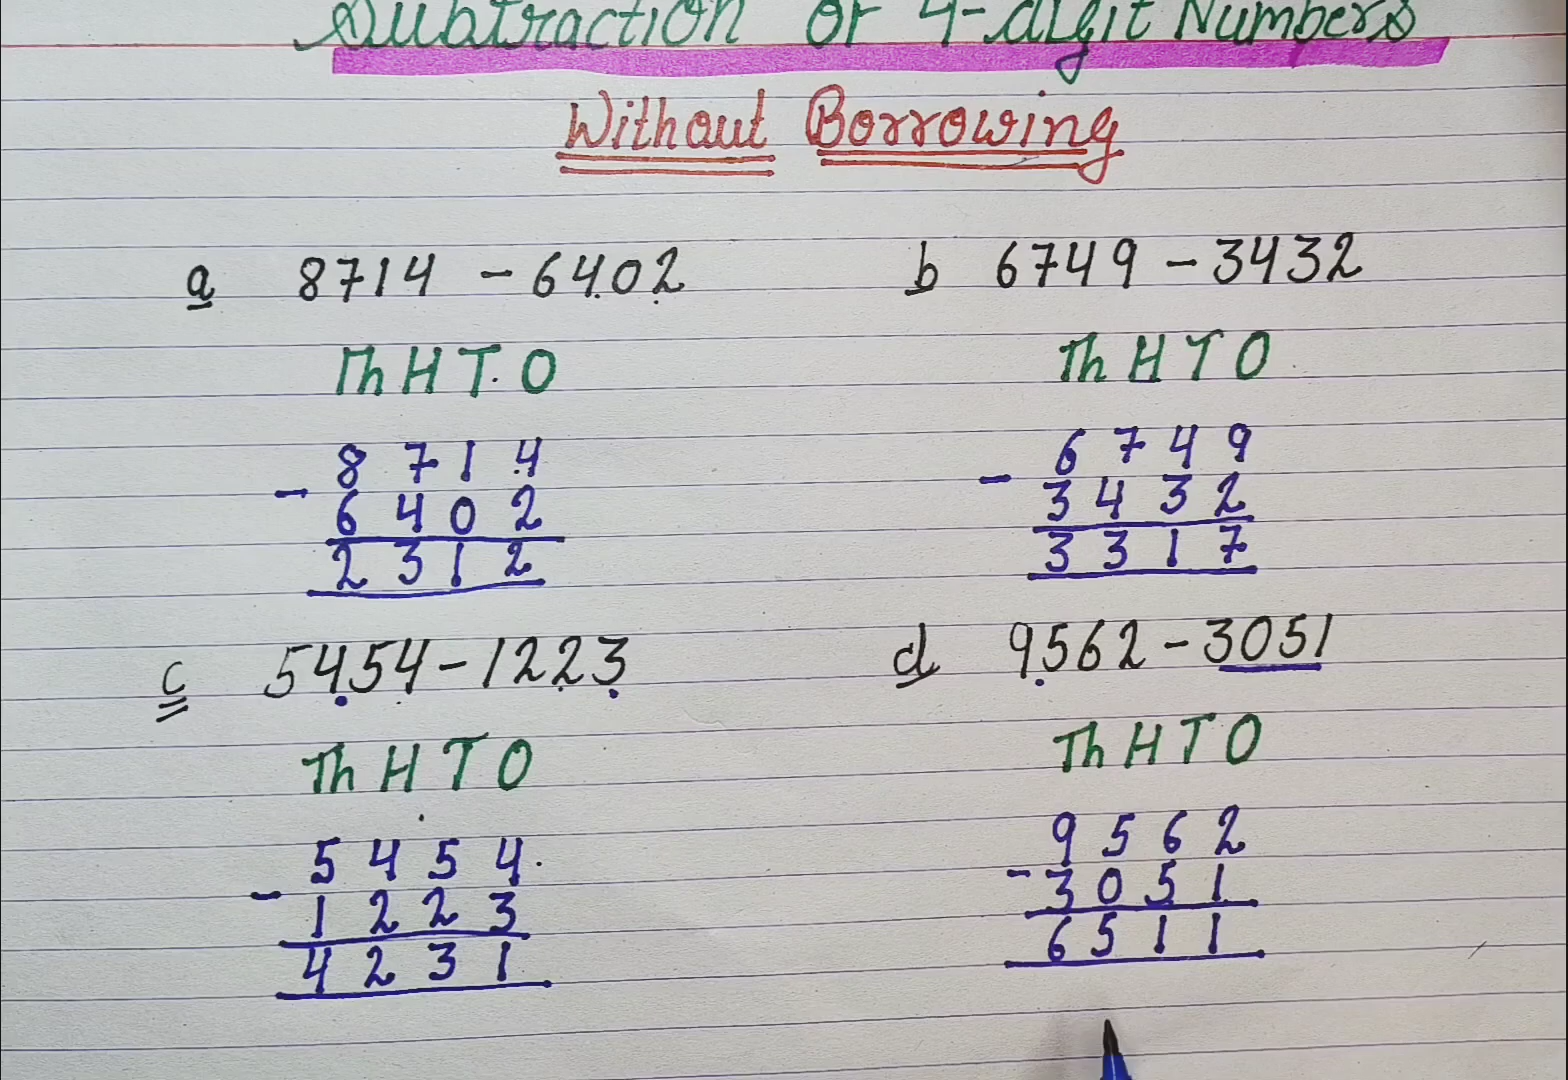 Subtraction of 4-digit Numbers
Without Borrowing
a 8714 - 6402
Th H T O
8 7 1 4
- 6 4 0 2
2 3 1 2
b 6749 - 3432
Th H T O
6 7 4 9
- 3 4 3 2
3 3 1 7
c 5454 - 1223
Th H T O
5 4 5 4
- 1 2 2 3
4 2 3 1
d 9562 - 3051
Th H T O
9 5 6 2
- 3 0 5 1
6 5 1 1